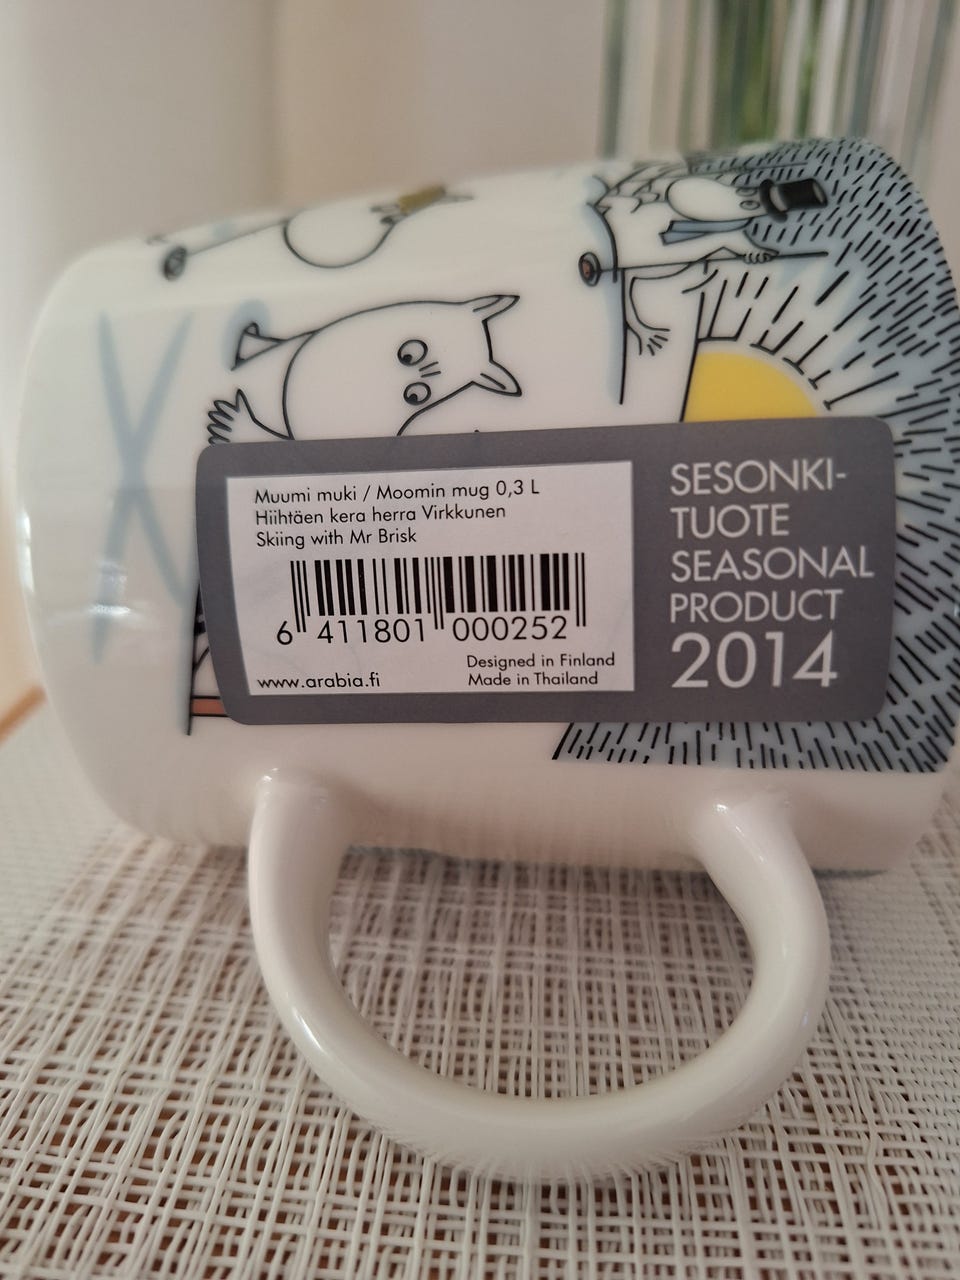 Muumi muki / Moomin mug 0,3 L
Hiihtäen kera herra Virkkunen
Skiing with Mr Brisk
6 411801 000252
www.arabia.fi
Designed in Finland
Made in Thailand
SESONKI-
TUOTE
SEASONAL
PRODUCT
2014